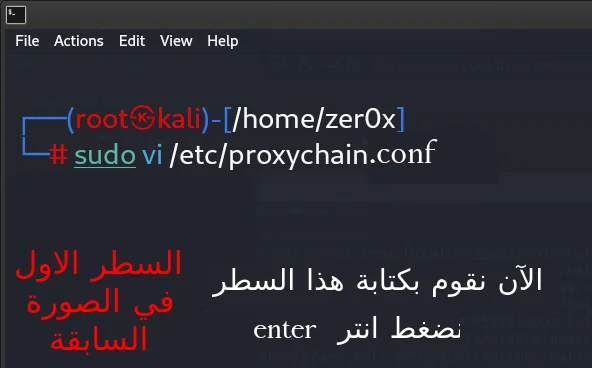 File Actions Edit View Help
┌──(root㉿kali)-[/home/zer0x]
└─# sudo vi /etc/proxychain.conf
السطر الاول
في الصورة
السابقة
الآن نقوم بكتابة هذا السطر
نضغط انتر enter